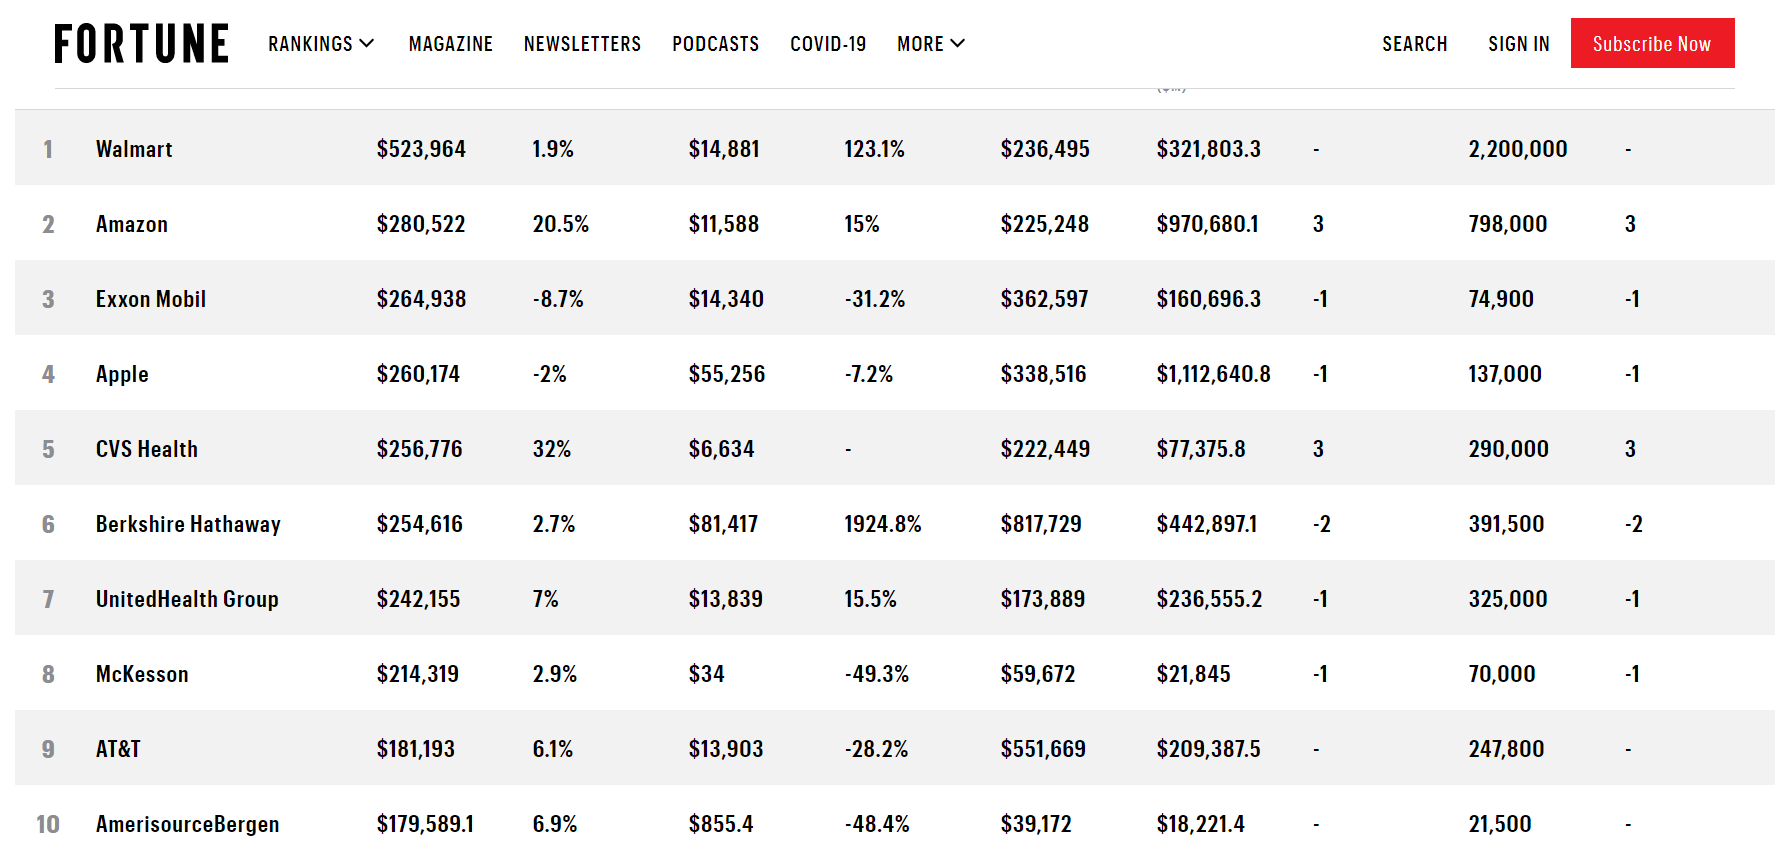 FORTUNE RANKINGS MAGAZINE NEWSLETTERS PODCASTS COVID-19 MORE SEARCH SIGN IN Subscribe Now
1 Walmart $523,964 1.9% $14,881 123.1% $236,495 $321,803.3 - 2,200,000 -
2 Amazon $280,522 20.5% $11,588 15% $225,248 $970,680.1 3 798,000 3
3 Exxon Mobil $264,938 -8.7% $14,340 -31.2% $362,597 $160,696.3 -1 74,900 -1
4 Apple $260,174 -2% $55,256 -7.2% $338,516 $1,112,640.8 -1 137,000 -1
5 CVS Health $256,776 32% $6,634 - $222,449 $77,375.8 3 290,000 3
6 Berkshire Hathaway $254,616 2.7% $81,417 1924.8% $817,729 $442,897.1 -2 391,500 -2
7 UnitedHealth Group $242,155 7% $13,839 15.5% $173,889 $236,555.2 -1 325,000 -1
8 McKesson $214,319 2.9% $34 -49.3% $59,672 $21,845 -1 70,000 -1
9 AT&T $181,193 6.1% $13,903 -28.2% $551,669 $209,387.5 - 247,800 -
10 AmerisourceBergen $179,589.1 6.9% $855.4 -48.4% $39,172 $18,221.4 - 21,500 -